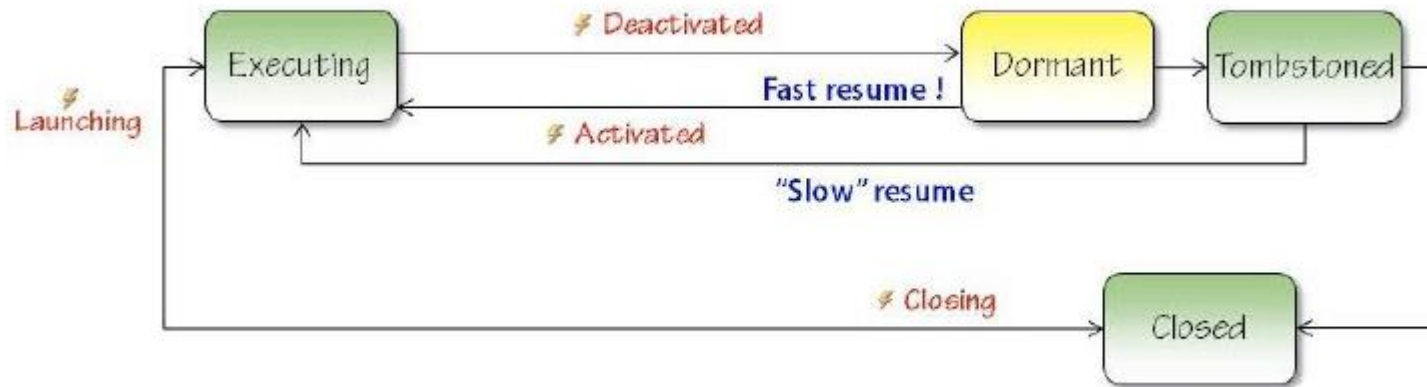 Deactivated
Executing
Dormant
Tombstoned
Fast resume !
Launching
Activated
"Slow" resume
Closing
Closed